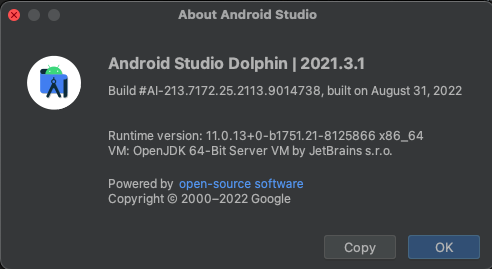 About Android Studio
Android Studio Dolphin | 2021.3.1
Build #AI-213.7172.25.2113.9014738, built on August 31, 2022
Runtime version: 11.0.13+0-b1751.21-8125866 x86_64
VM: OpenJDK 64-Bit Server VM by JetBrains s.r.o.
Powered by open-source software
Copyright © 2000–2022 Google
Copy OK